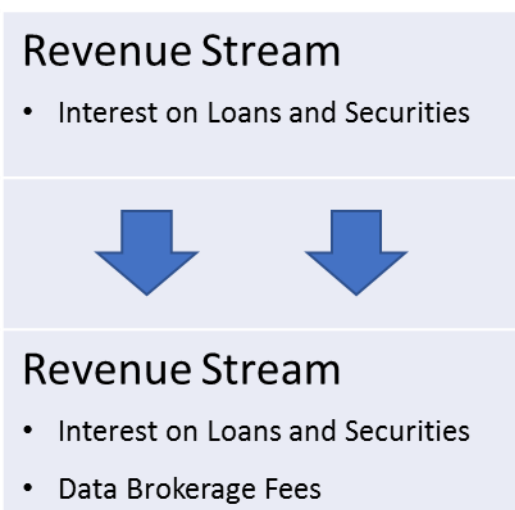 Revenue Stream
• Interest on Loans and Securities
Revenue Stream
• Interest on Loans and Securities
• Data Brokerage Fees